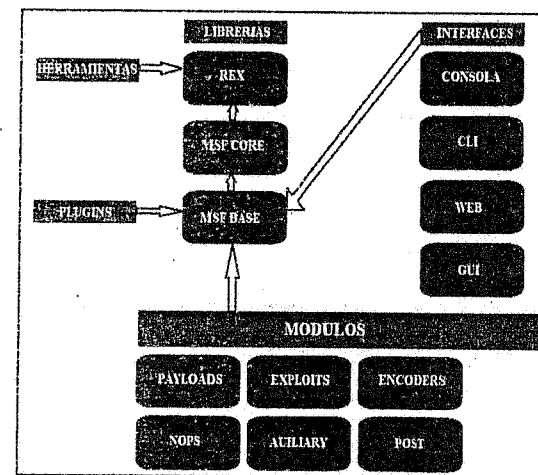 LIBRERIAS
INTERFACES
HERRAMIENTAS
REX
CONSOLA
MSF CORE
CLI
PLUGINS
MSF BASE
WEB
GUI
MODULOS
PAYLOADS
EXPLOITS
ENCODERS
NOPS
AUILIARY
POST